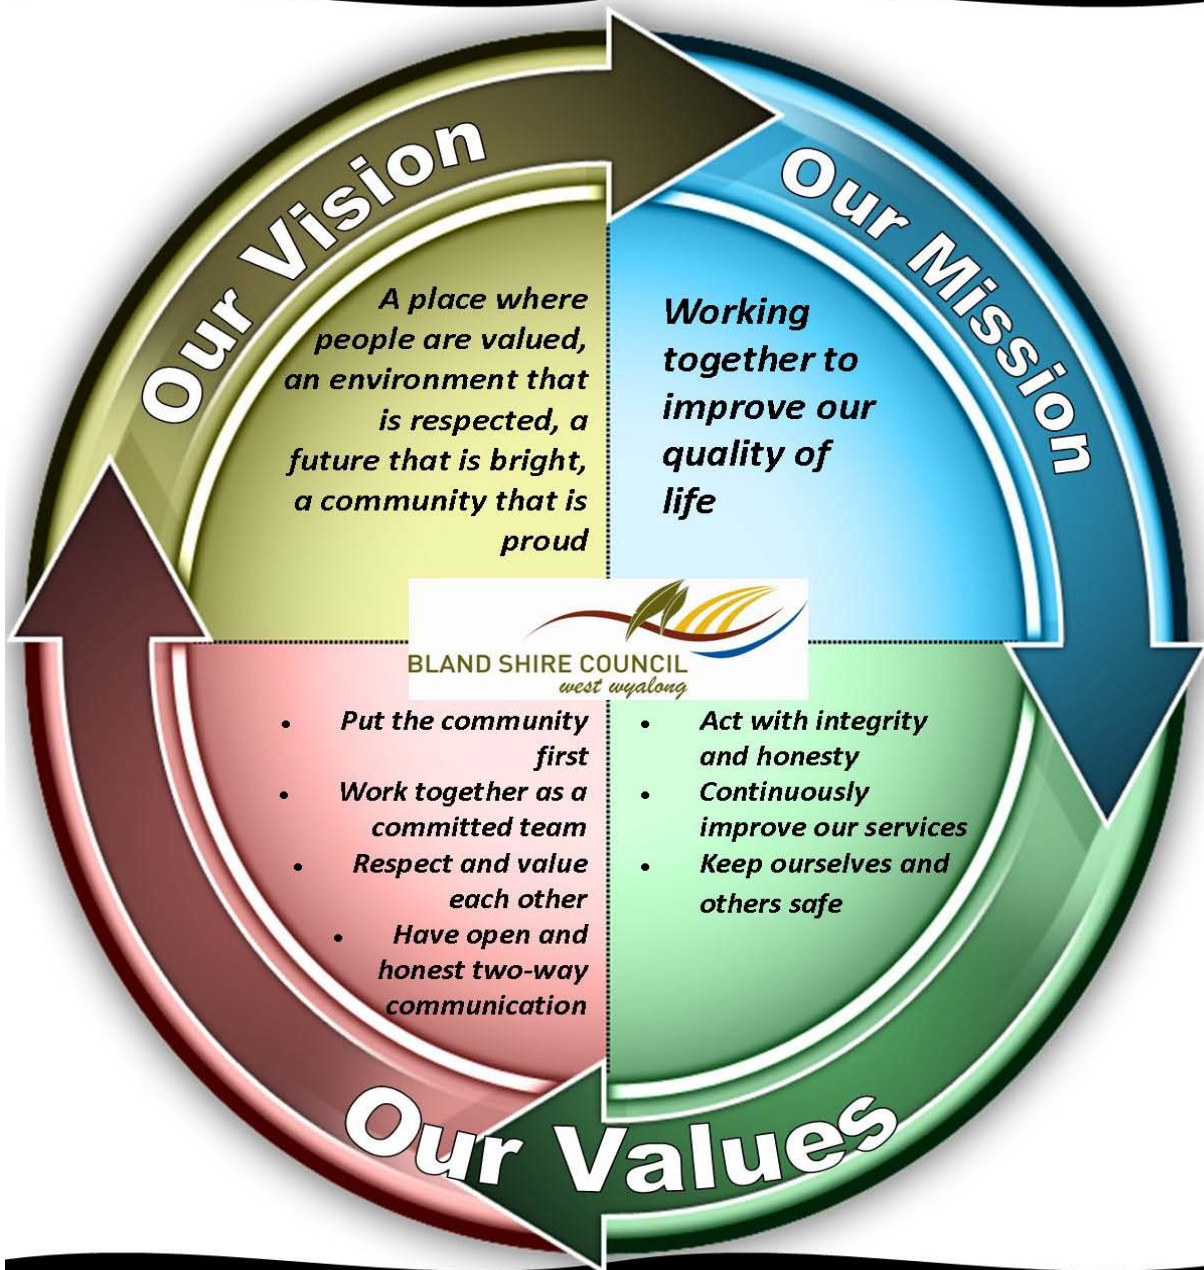 Our Vision
A place where
people are valued,
an environment that
is respected, a
future that is bright,
a community that is
proud
Our Mission
Working
together to
improve our
quality of
life
BLAND SHIRE COUNCIL
west wyalong
• Put the community
first
• Work together as a
committed team
• Respect and value
each other
• Have open and
honest two-way
communication
• Act with integrity
and honesty
• Continuously
improve our services
• Keep ourselves and
others safe
Our Values